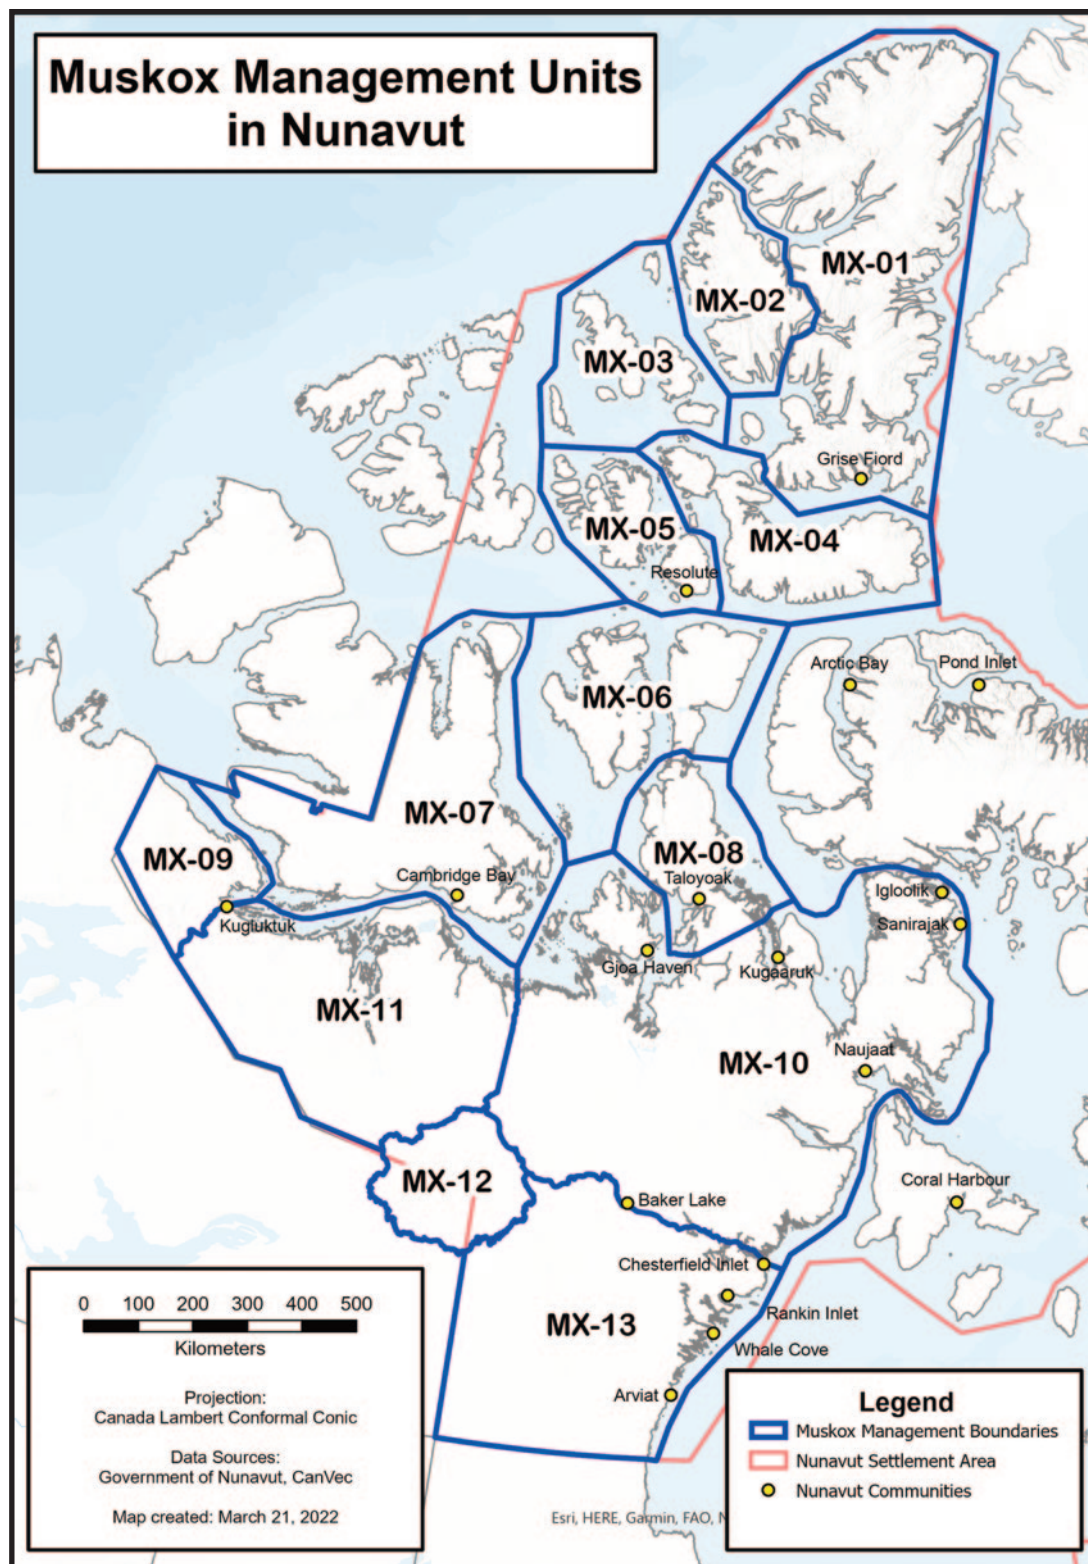 Muskox Management Units
in Nunavut
MX-01
MX-02
MX-03
Grise Fiord
MX-05
MX-04
Resolute
Arctic Bay
Pond Inlet
MX-06
MX-07
MX-09
MX-08
Cambridge Bay
Taloyoak
Igloolik
Kugluktuk
Sanirajak
Gjoa Haven
Kugaaruk
MX-11
MX-10
Naujaat
MX-12
Coral Harbour
Baker Lake
Chesterfield Inlet
MX-13
Rankin Inlet
Whale Cove
Arviat
0 100 200 300 400 500
Kilometers
Projection:
Canada Lambert Conformal Conic
Data Sources:
Government of Nunavut, CanVec
Map created: March 21, 2022
Legend
Muskox Management Boundaries
Nunavut Settlement Area
Nunavut Communities
Esri, HERE, Garmin, FAO,